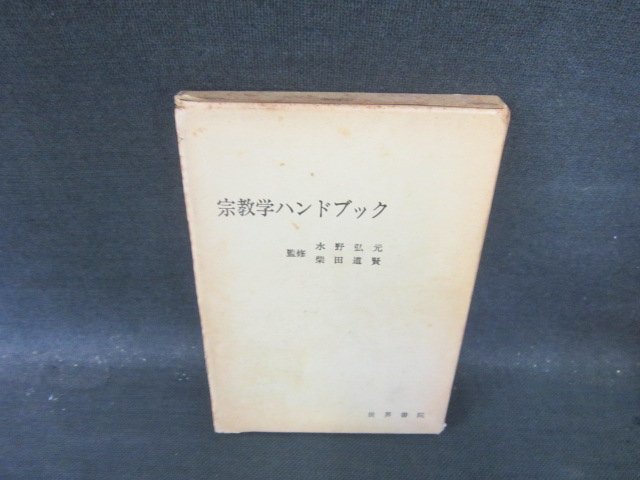 宗教学ハンドブック
監修
水野弘元
柴田道賢
世界書院